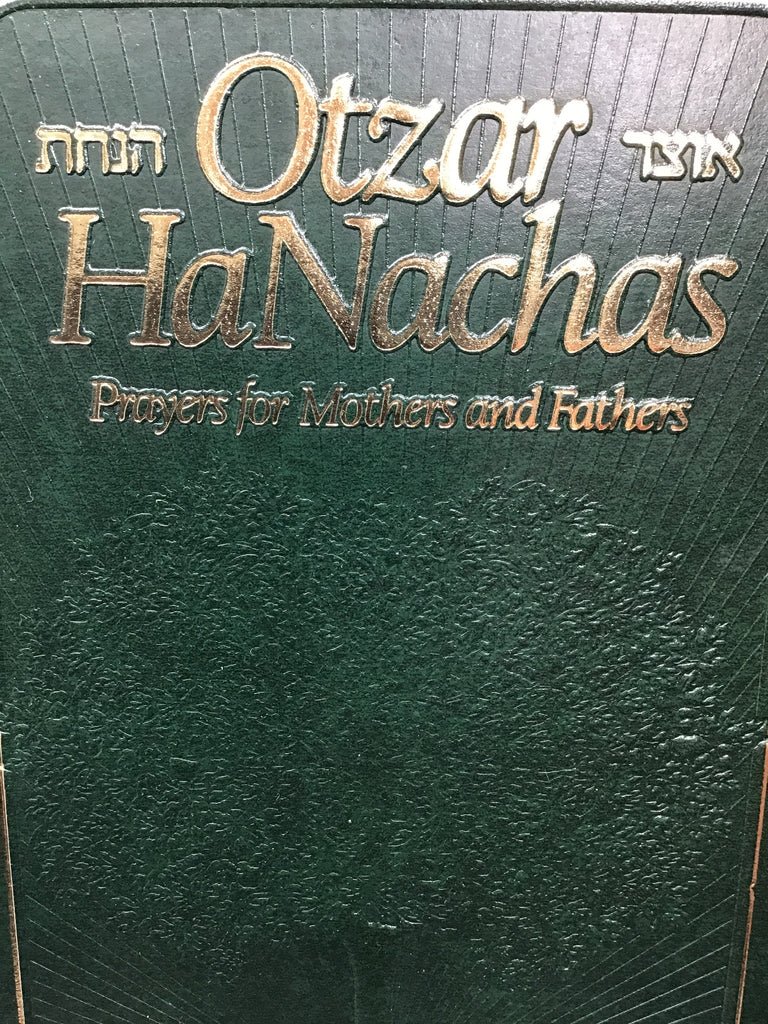 אוצר Otzar הנחת
HaNachas
Prayers for Mothers and Fathers